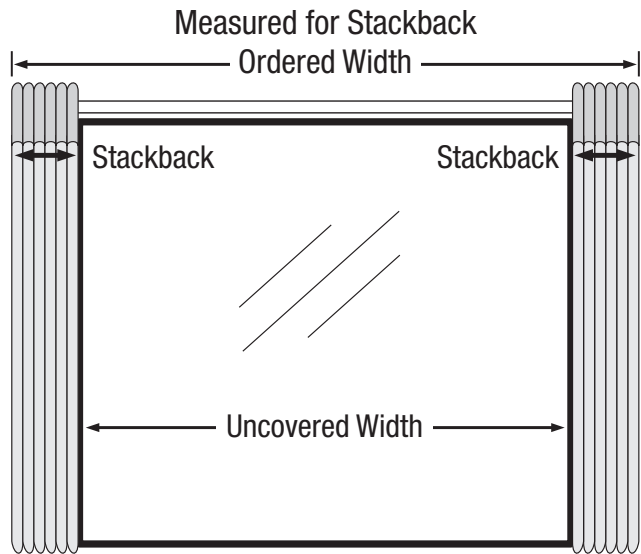 Measured for Stackback
Ordered Width
Stackback
Stackback
Uncovered Width